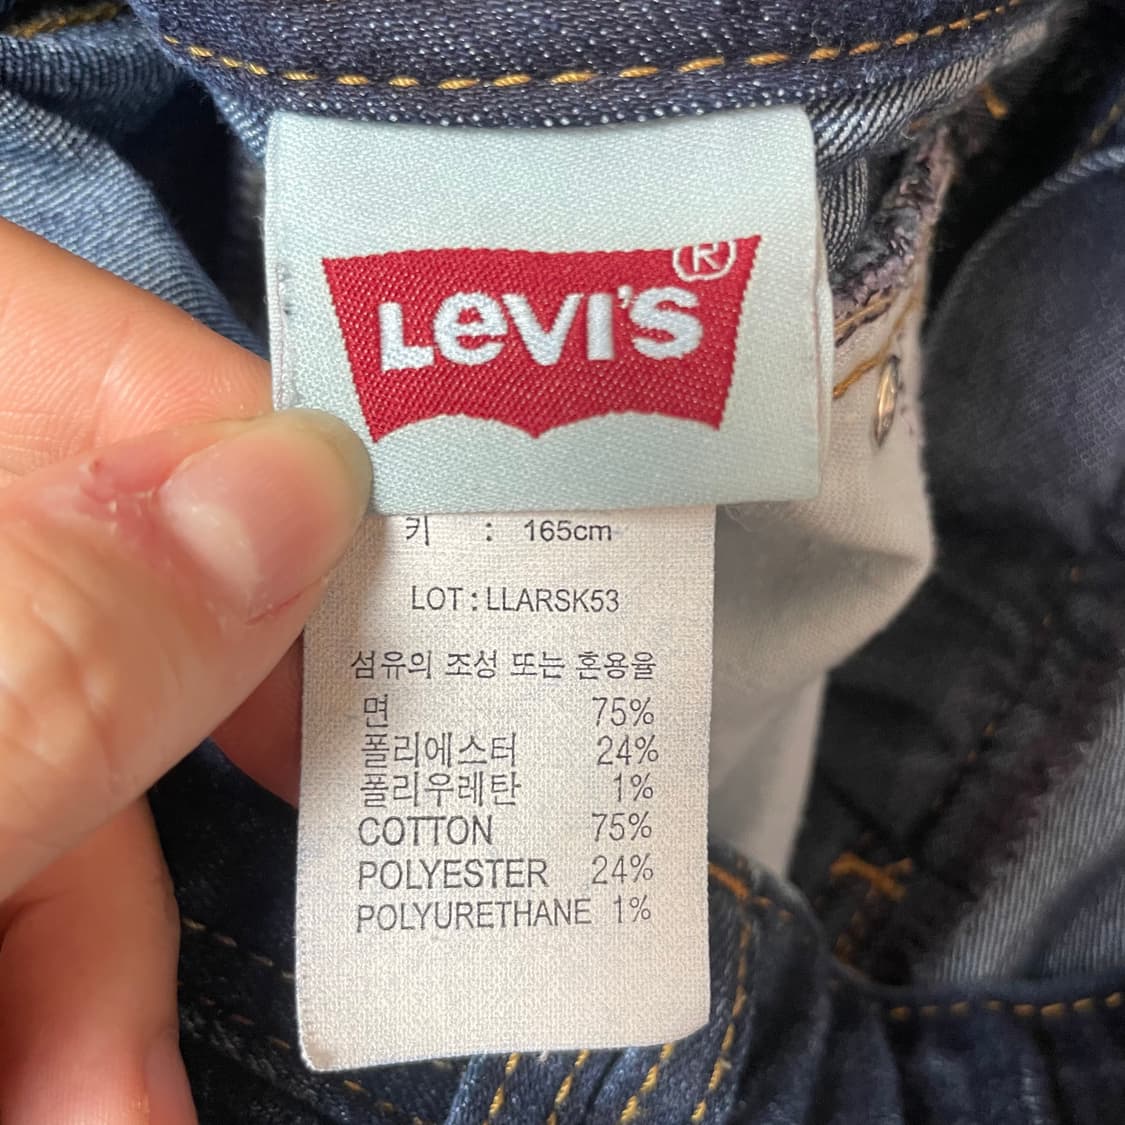 LEVI'S ®
키 : 165cm
LOT : LLARSK53
섬유의 조성 또는 혼용율
면 75%
폴리에스터 24%
폴리우레탄 1%
COTTON 75%
POLYESTER 24%
POLYURETHANE 1%